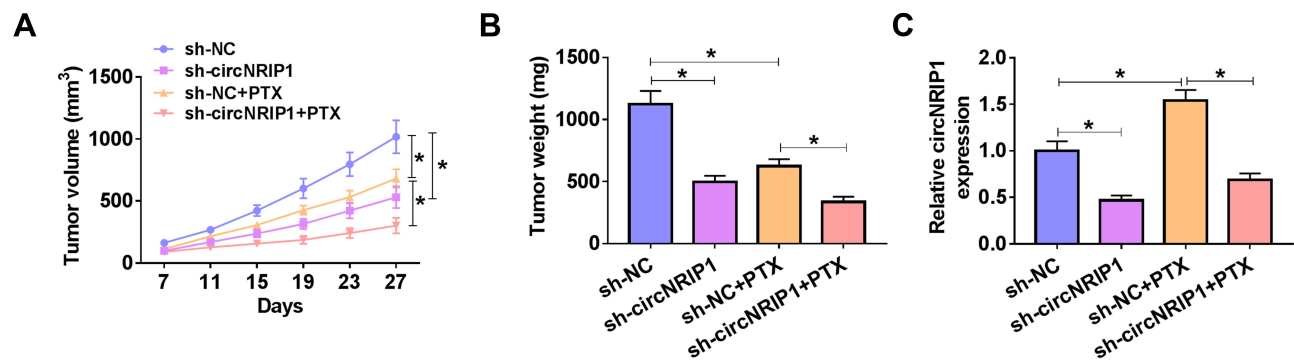 A
sh-NC
sh-circNRIP1
sh-NC+PTX
sh-circNRIP1+PTX
Tumor volume (mm³)
1500
1000
500
0
7 11 15 19 23 27
Days
*
*
*
B
Tumor weight (mg)
1500
1000
500
0
*
*
*
sh-NC
sh-circNRIP1
sh-NC+PTX
sh-circNRIP1+PTX
C
Relative circNRIP1
expression
2.0
1.5
1.0
0.5
0.0
*
*
*
sh-NC
sh-circNRIP1
sh-NC+PTX
sh-circNRIP1+PTX